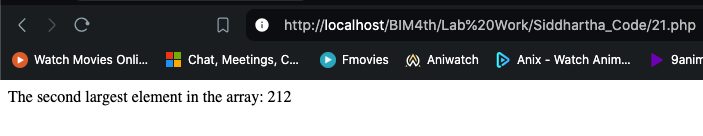 http://localhost/BIM4th/Lab%20Work/Siddhartha_Code/21.php
Watch Movies Onli... Chat, Meetings, C... Fmovies Aniwatch Anix - Watch Anim... 9anim
The second largest element in the array: 212